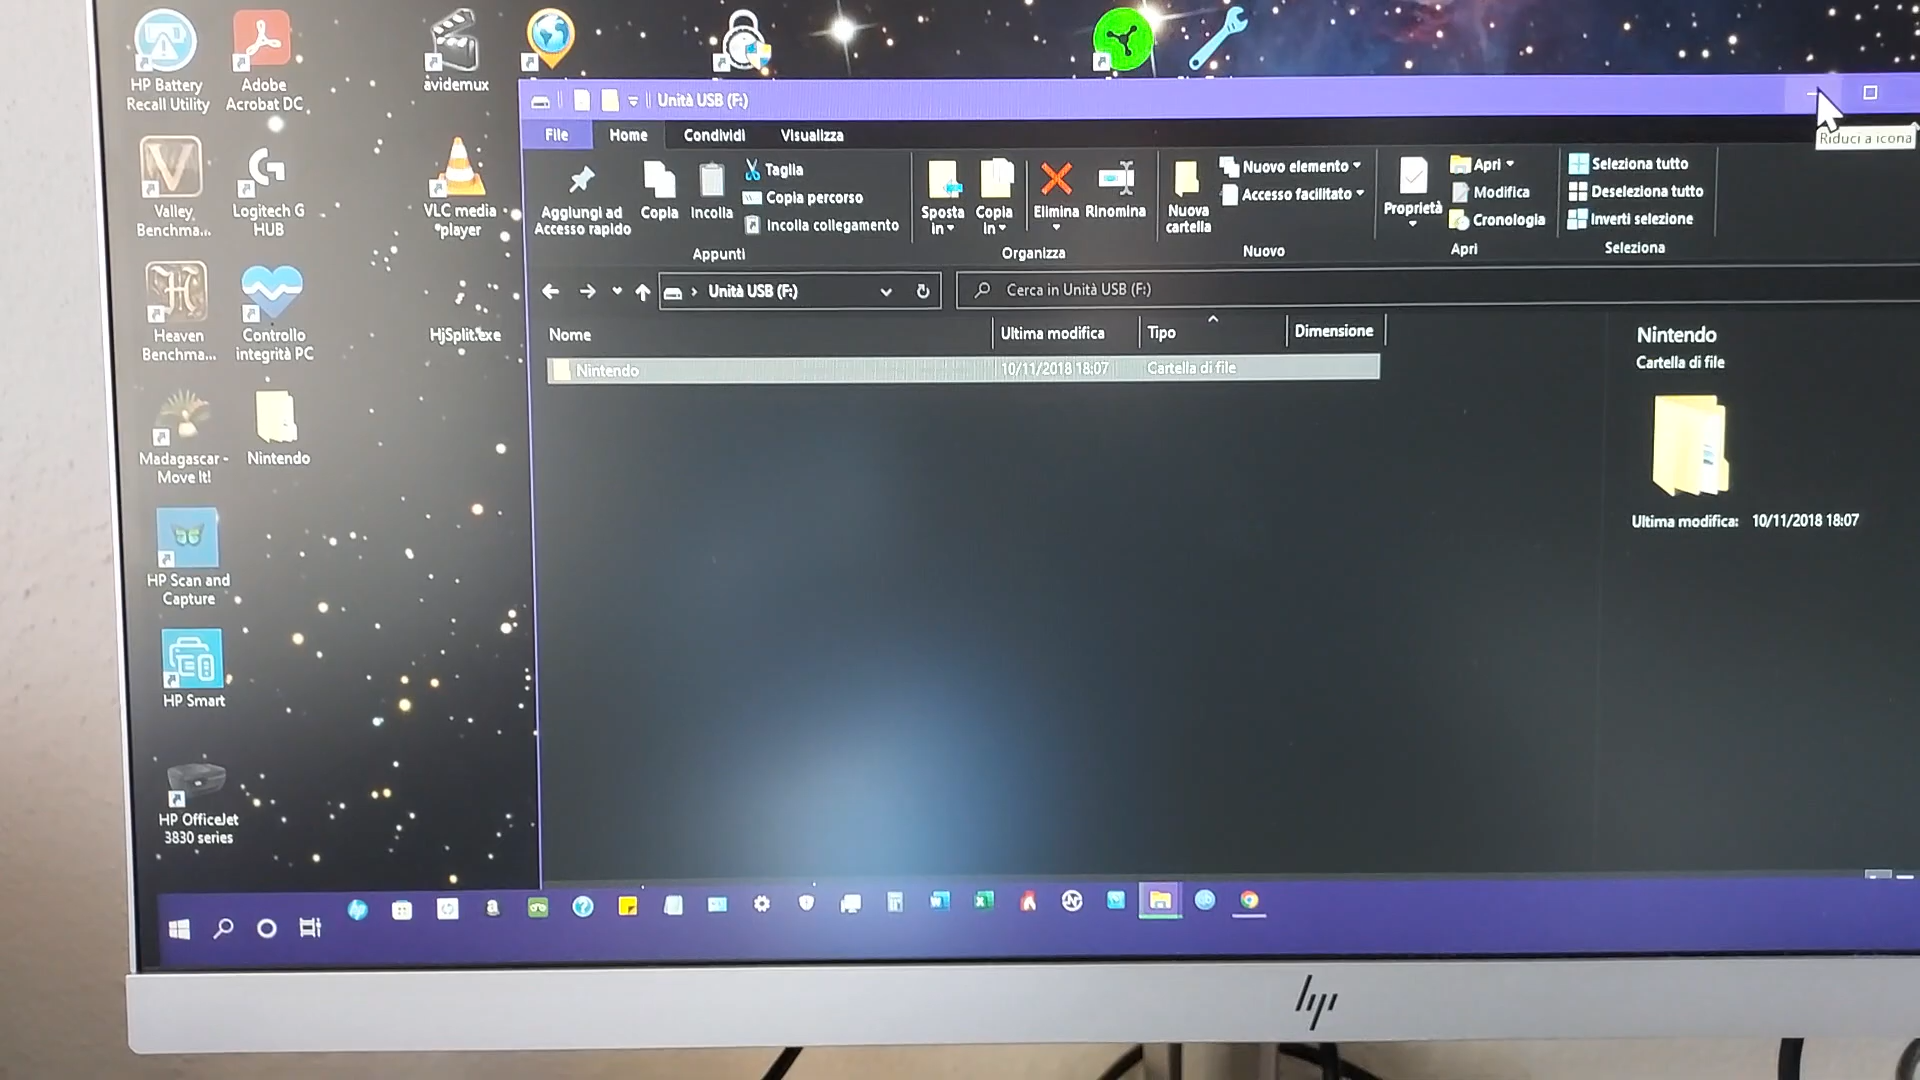 HP Battery
Recall Utility
Adobe
Acrobat DC
avidemux
Valley
Benchma...
Logitech G
HUB
VLC media
player
Heaven
Benchma...
Controllo
integrità PC
HjSplit.exe
Madagascar -
Move It!
Nintendo
HP Scan and
Capture
HP Smart
HP OfficeJet
3830 series
Unità USB (F:)
Riduci a icona
File Home Condividi Visualizza
Aggiungi ad
Accesso rapido
Copia
Incolla
Taglia
Copia percorso
Incolla collegamento
Appunti
Sposta
in
Copia
in
Elimina
Rinomina
Organizza
Nuova
cartella
Nuovo elemento
Accesso facilitato
Nuovo
Proprietà
Apri
Modifica
Cronologia
Apri
Seleziona tutto
Deseleziona tutto
Inverti selezione
Seleziona
Unità USB (F:)
Cerca in Unità USB (F:)
Nome Ultima modifica Tipo Dimensione
Nintendo 10/11/2018 18:07 Cartella di file
Nintendo
Cartella di file
Ultima modifica: 10/11/2018 18:07
hp